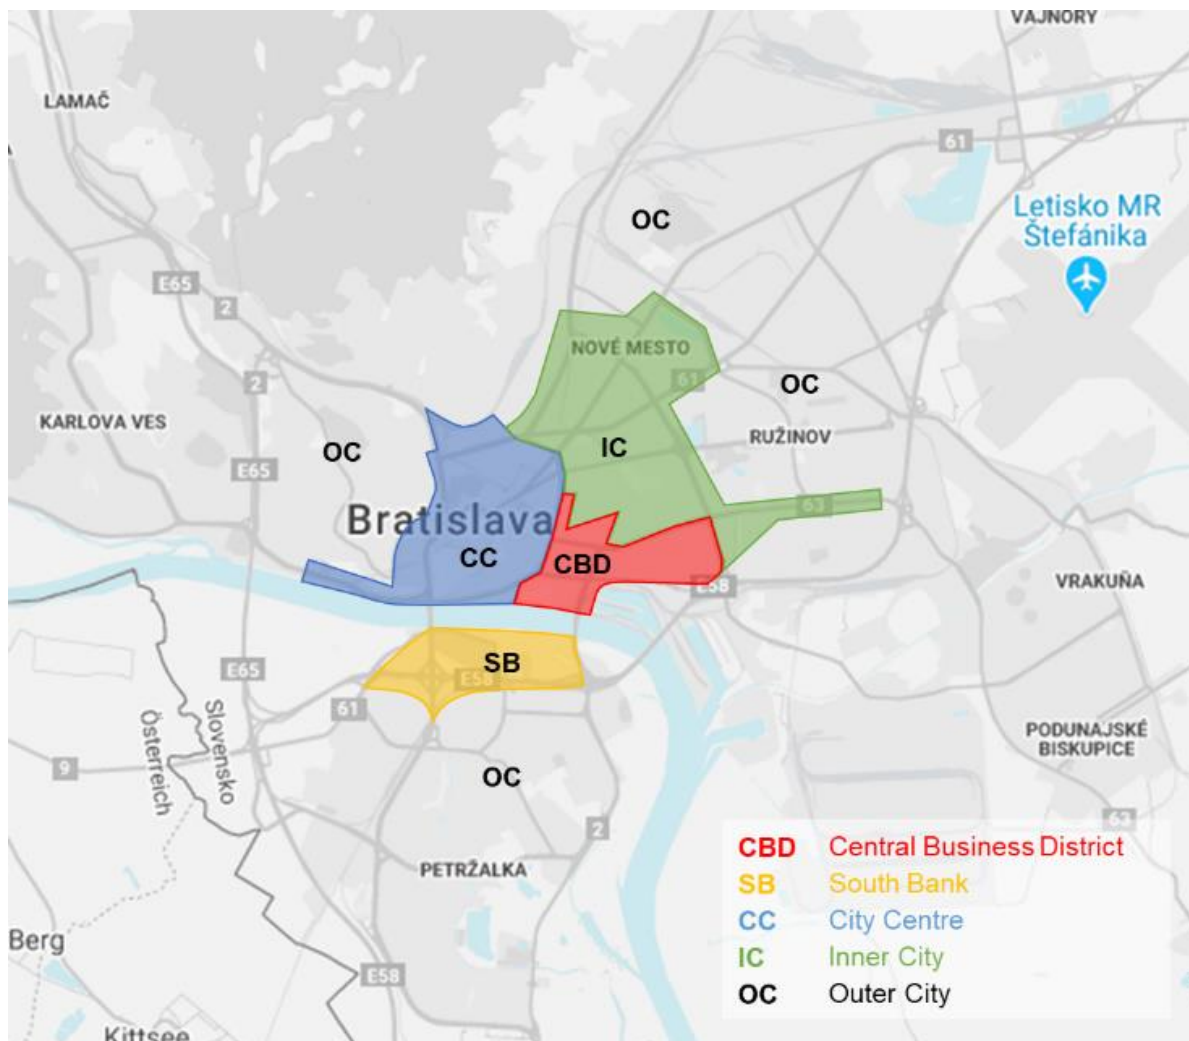 VAJNORY
LAMAČ
61
Letisko MR
Štefánika
OC
E65
2
NOVÉ MESTO
61
OC
2
KARLOVA VES
RUŽINOV
OC
IC
E65
63
Bratislava
CC
CBD
E58
VRAKUŇA
SB
E65
E58
61
Österreich
Slovensko
PODUNAJSKÉ
BISKUPICE
9
OC
63
2
PETRŽALKA
CBD Central Business District
SB South Bank
CC City Centre
IC Inner City
OC Outer City
Berg
E58
Kittsee